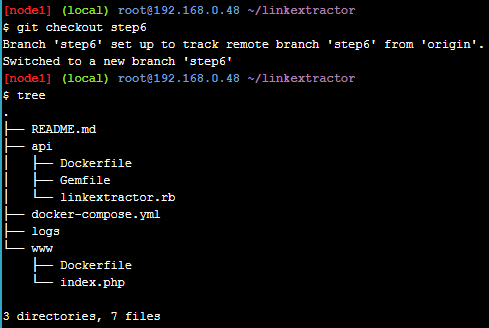 [node1] (local) root@192.168.0.48 ~/linkextractor
$ git checkout step6
Branch 'step6' set up to track remote branch 'step6' from 'origin'.
Switched to a new branch 'step6'
[node1] (local) root@192.168.0.48 ~/linkextractor
$ tree
.
├── README.md
├── api
│   ├── Dockerfile
│   ├── Gemfile
│   └── linkextractor.rb
├── docker-compose.yml
├── logs
└── www
    ├── Dockerfile
    └── index.php
3 directories, 7 files